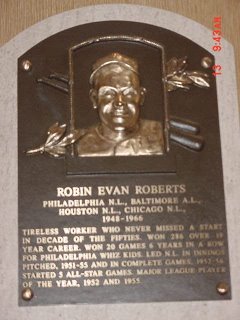 13 9:43AM
ROBIN EVAN ROBERTS
PHILADELPHIA N.L., BALTIMORE A.L.,
HOUSTON N.L., CHICAGO N.L.,
1948-1966
TIRELESS WORKER WHO NEVER MISSED A START
IN DECADE OF THE FIFTIES. WON 286 OVER 19
YEAR CAREER. WON 20 GAMES 6 YEARS IN A ROW
FOR PHILADELPHIA WHIZ KIDS. LED N.L. IN INNINGS
PITCHED, 1951-55 AND IN COMPLETE GAMES, 1952-56
STARTED 5 ALL-STAR GAMES. MAJOR LEAGUE PLAYER
OF THE YEAR, 1952 AND 1955.